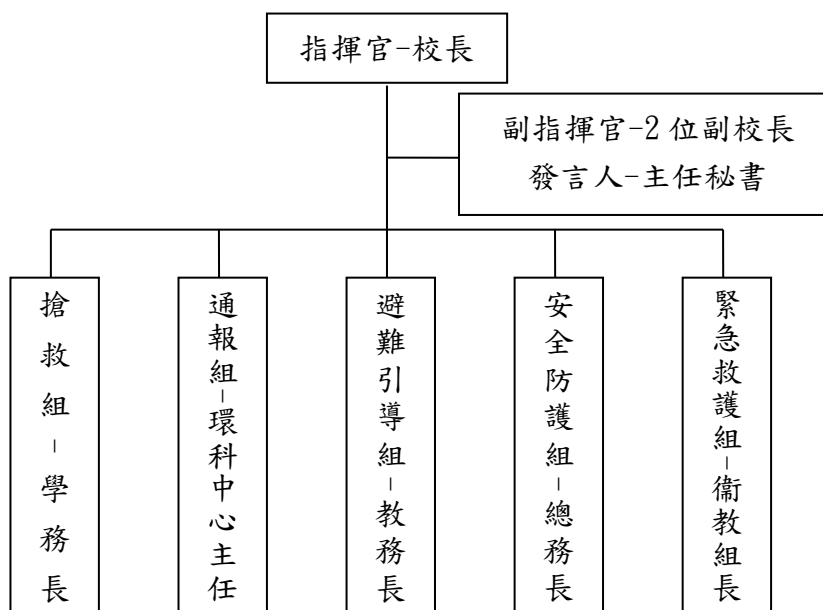 指揮官-校長
副指揮官-2位副校長
發言人-主任秘書
搶救組-學務長
通報組-環科中心主任
避難引導組-教務長
安全防護組-總務長
緊急救護組-衛教組長